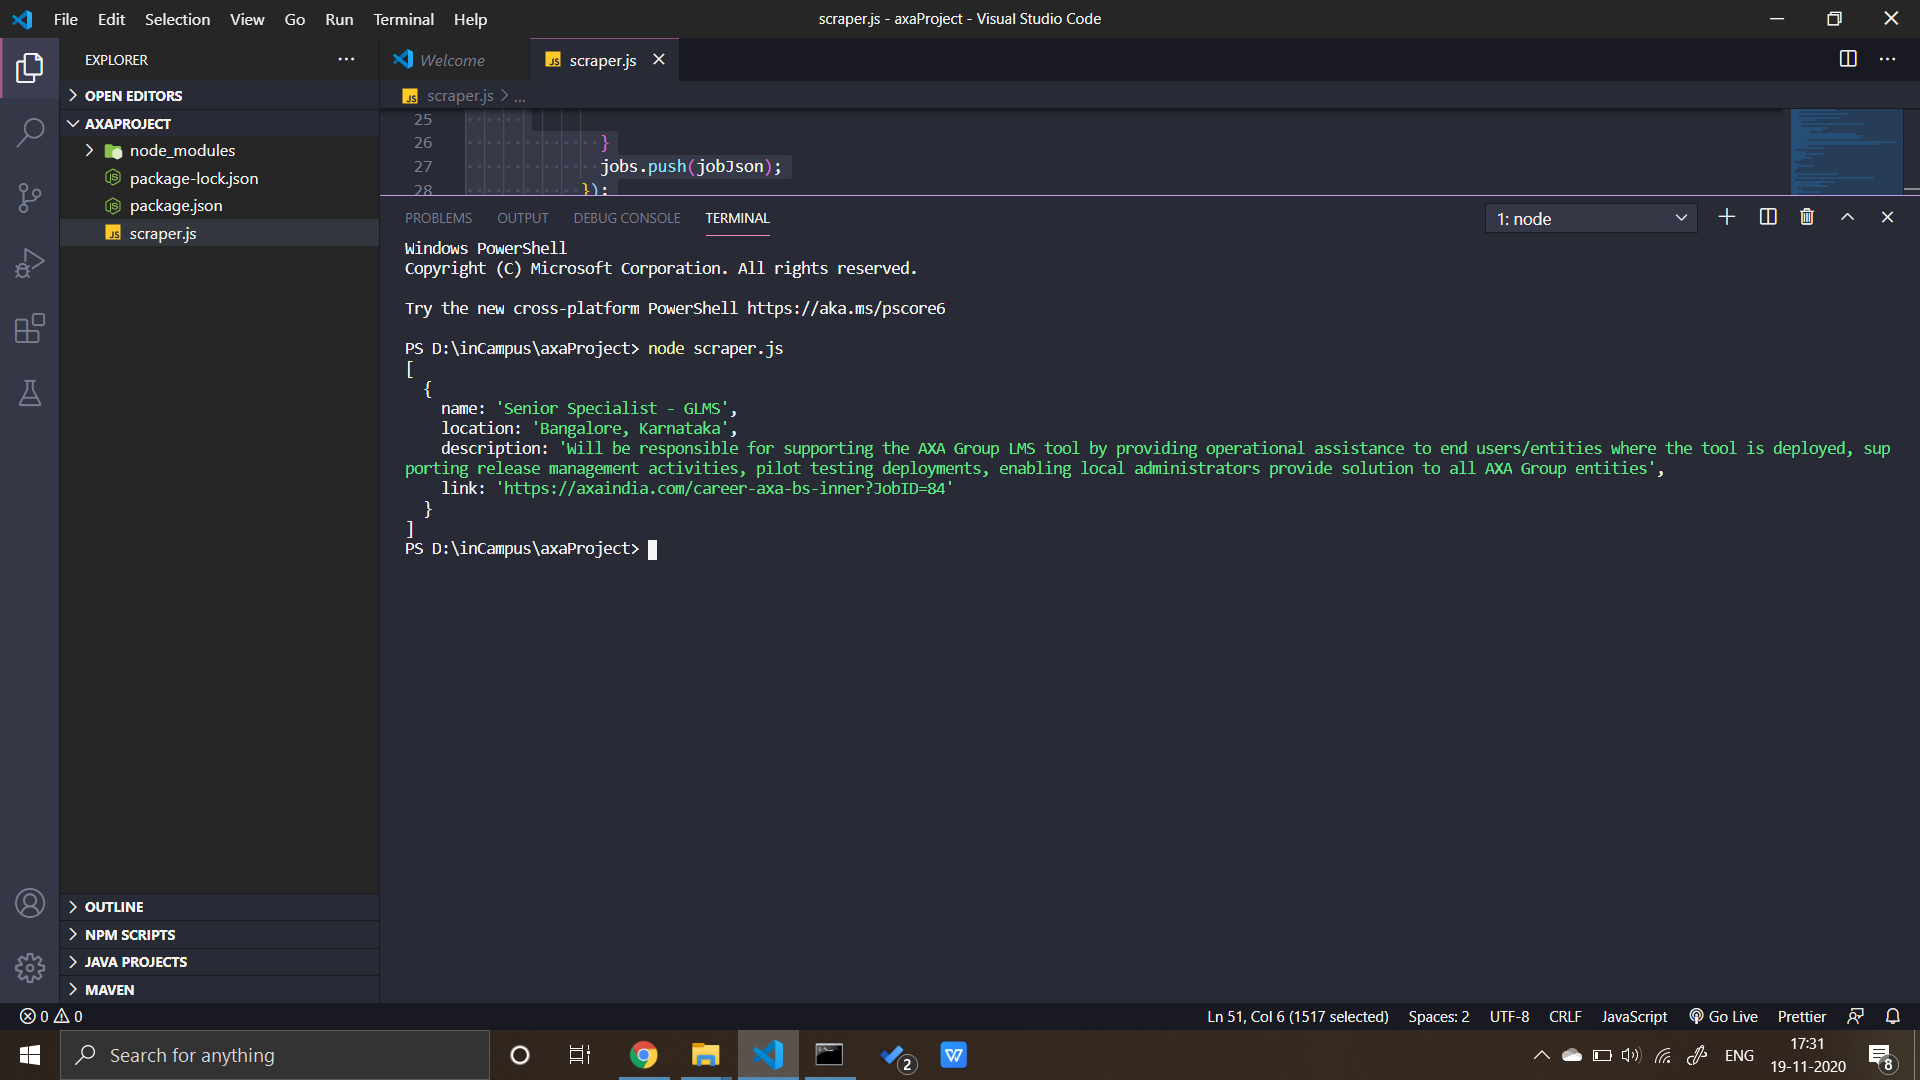 File Edit Selection View Go Run Terminal Help
scraper.js - axaProject - Visual Studio Code
EXPLORER
OPEN EDITORS
AXAPROJECT
node_modules
package-lock.json
package.json
JS scraper.js
OUTLINE
NPM SCRIPTS
JAVA PROJECTS
MAVEN
Welcome
JS scraper.js
JS scraper.js > ...
25
26 }
27 jobs.push(jobJson);
28 });
PROBLEMS OUTPUT DEBUG CONSOLE TERMINAL
1: node
Windows PowerShell
Copyright (C) Microsoft Corporation. All rights reserved.
Try the new cross-platform PowerShell https://aka.ms/pscore6
PS D:\inCampus\axaProject> node scraper.js
[
{
name: 'Senior Specialist - GLMS',
location: 'Bangalore, Karnataka',
description: 'Will be responsible for supporting the AXA Group LMS tool by providing operational assistance to end users/entities where the tool is deployed, sup
porting release management activities, pilot testing deployments, enabling local administrators provide solution to all AXA Group entities',
link: 'https://axaindia.com/career-axa-bs-inner?JobID=84'
}
]
PS D:\inCampus\axaProject>
0 0
Ln 51, Col 6 (1517 selected) Spaces: 2 UTF-8 CRLF JavaScript Go Live Prettier
Search for anything
2
W
ENG
17:31
19-11-2020
8